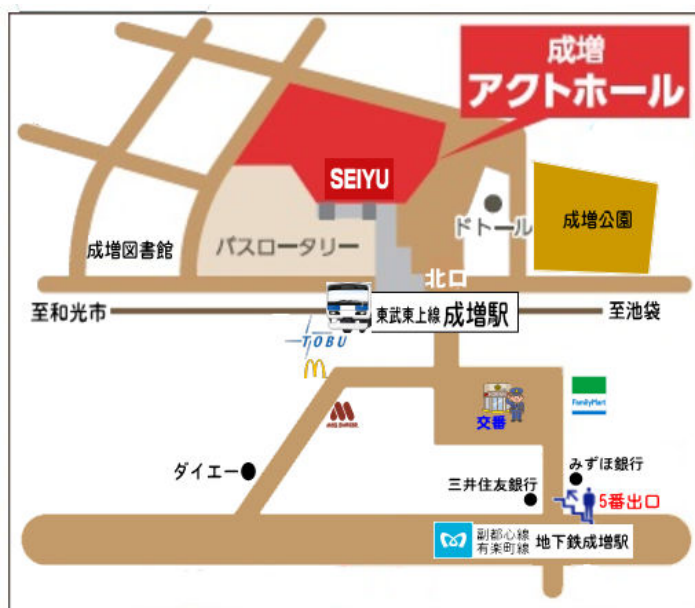 成増
アクトホール
SEIYU
成増図書館
バスロータリー
ドトール
成増公園
北口
至和光市
東武東上線 成増駅
至池袋
TOBU
MOS BURGER
交番
FamilyMart
ダイエー
三井住友銀行
みずほ銀行
5番出口
副都心線
有楽町線
地下鉄成増駅